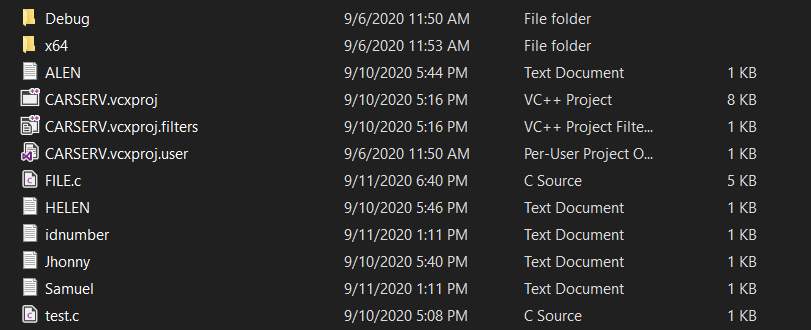 Debug 9/6/2020 11:50 AM File folder
x64 9/6/2020 11:53 AM File folder
ALEN 9/10/2020 5:44 PM Text Document 1 KB
CARSERV.vcxproj 9/10/2020 5:16 PM VC++ Project 8 KB
CARSERV.vcxproj.filters 9/10/2020 5:16 PM VC++ Project Filte... 1 KB
CARSERV.vcxproj.user 9/6/2020 11:50 AM Per-User Project O... 1 KB
FILE.c 9/11/2020 6:40 PM C Source 5 KB
HELEN 9/10/2020 5:46 PM Text Document 1 KB
idnumber 9/11/2020 1:11 PM Text Document 1 KB
Jhonny 9/10/2020 5:40 PM Text Document 1 KB
Samuel 9/11/2020 1:11 PM Text Document 1 KB
test.c 9/10/2020 5:08 PM C Source 1 KB